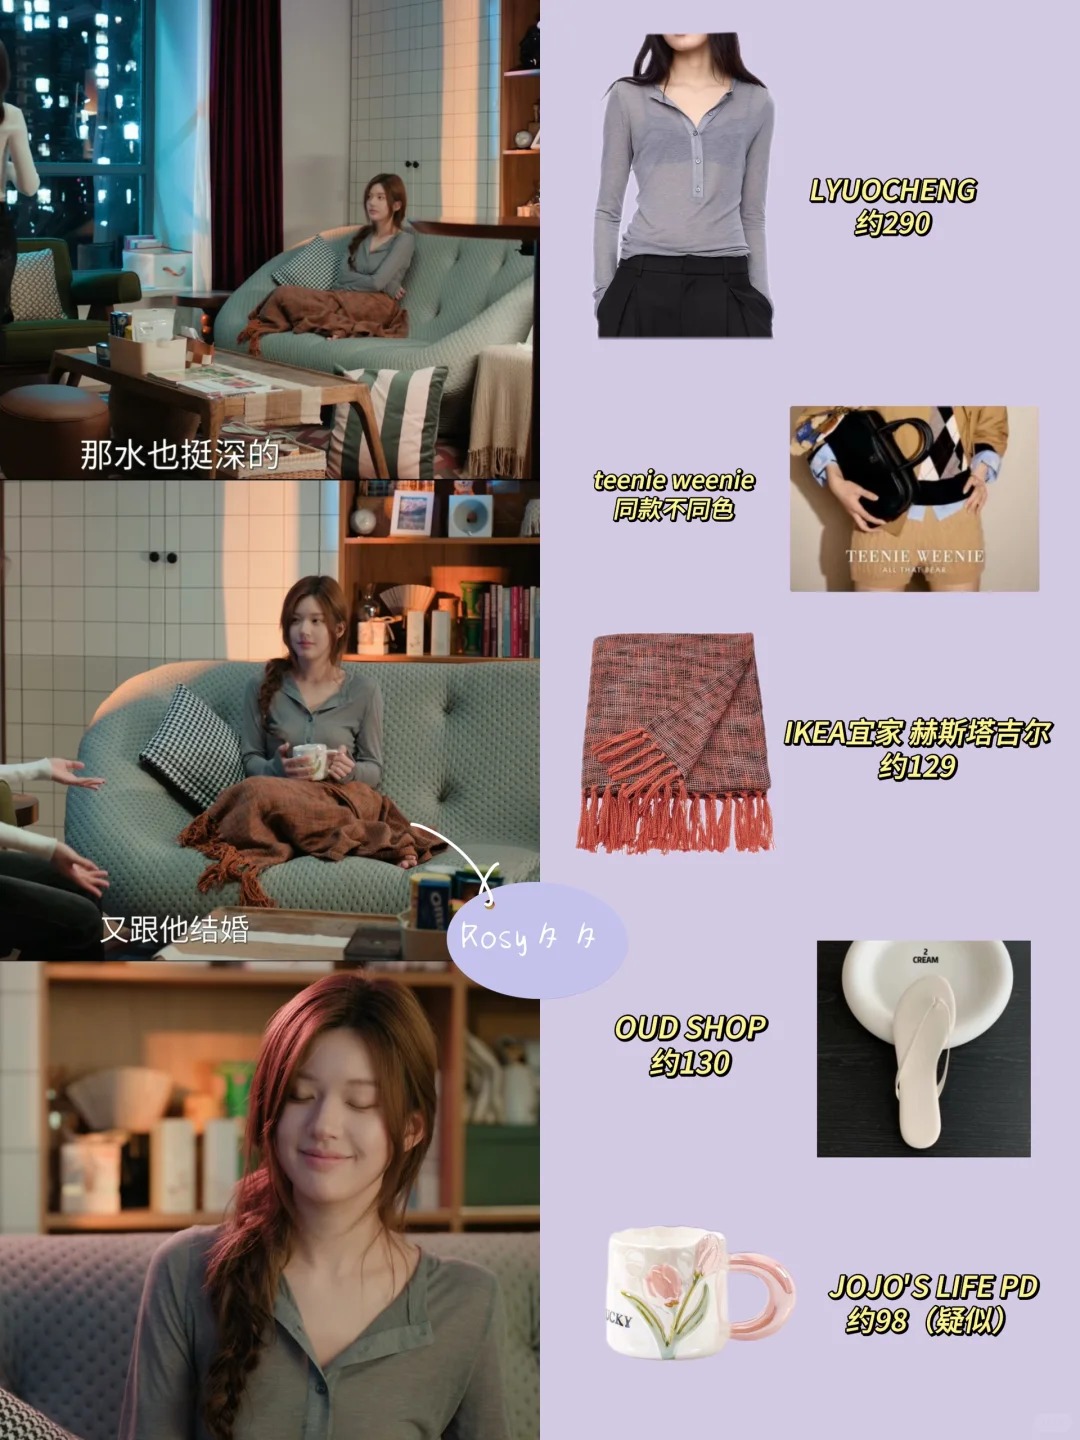 那水也挺深的
又跟他结婚
Rosy夕夕
LYUOCHENG
约290
teenie weenie
同款不同色
TEENIE WEENIE
ALL THAT BEAR
IKEA宜家 赫斯塔吉尔
约129
2
CREAM
OUD SHOP
约130
UCKY
JOJO'S LIFE PD
约98（疑似）